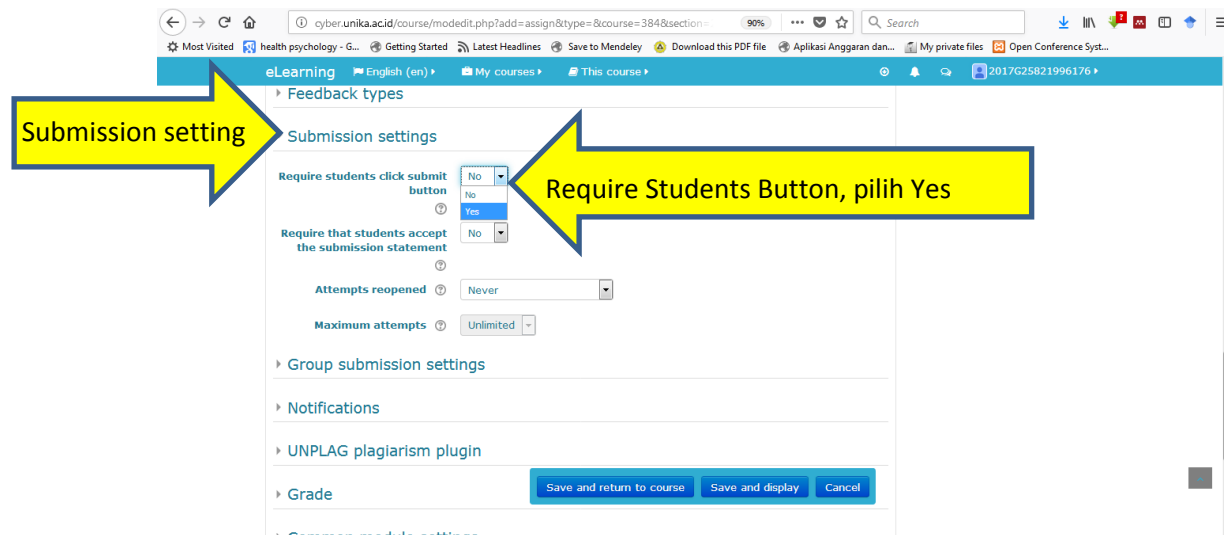 cyber.unika.ac.id/course/modedit.php?add=assign&type=&course=384&section=
90%
Search
Most Visited
health psychology - G...
Getting Started
Latest Headlines
Save to Mendeley
Download this PDF file
Aplikasi Anggaran dan...
My private files
Open Conference Syst...
eLearning
English (en)
My courses
This course
2017G25821996176
Feedback types
Submission setting
Submission settings
Require students click submit
button
No
No
Yes
Require Students Button, pilih Yes
Require that students accept
the submission statement
No
Attempts reopened
Never
Maximum attempts
Unlimited
Group submission settings
Notifications
UNPLAG plagiarism plugin
Save and return to course
Save and display
Cancel
Grade
Common module settings